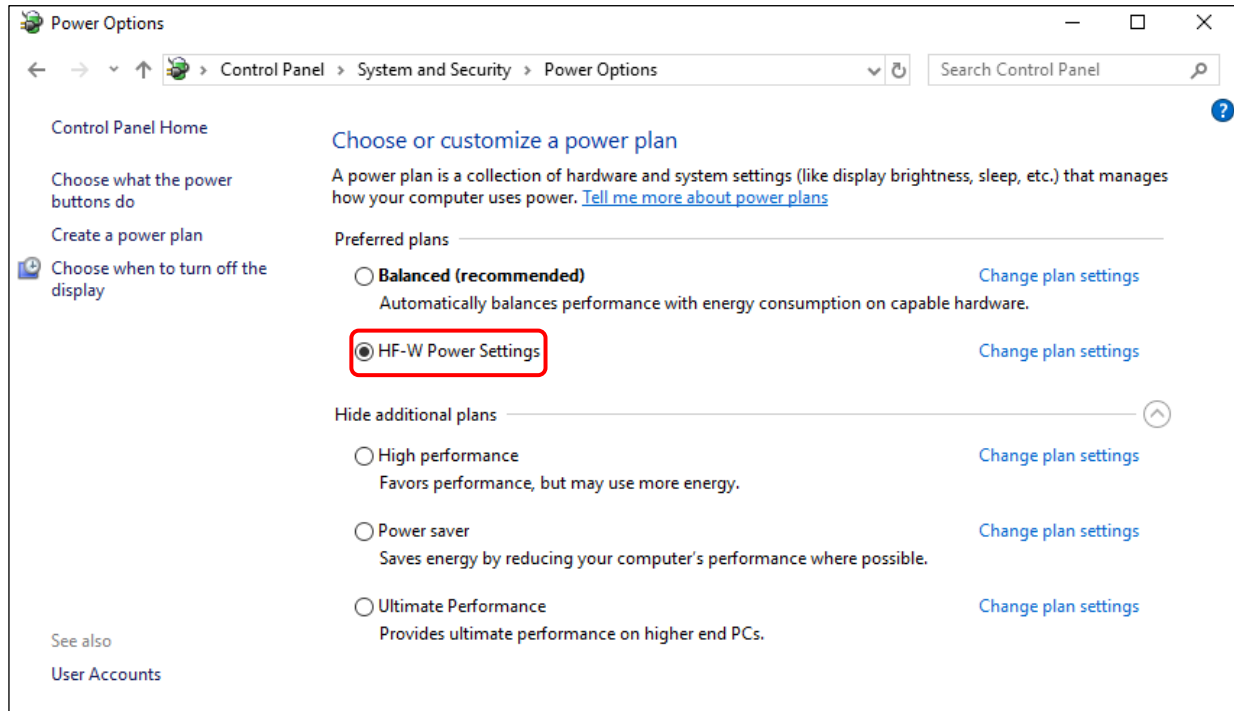 Power Options
Control Panel > System and Security > Power Options
Search Control Panel
?
Control Panel Home
Choose what the power
buttons do
Create a power plan
Choose when to turn off the
display
Choose or customize a power plan
A power plan is a collection of hardware and system settings (like display brightness, sleep, etc.) that manages
how your computer uses power. Tell me more about power plans
Preferred plans
Balanced (recommended) Change plan settings
Automatically balances performance with energy consumption on capable hardware.
HF-W Power Settings Change plan settings
Hide additional plans
High performance Change plan settings
Favors performance, but may use more energy.
Power saver Change plan settings
Saves energy by reducing your computer's performance where possible.
Ultimate Performance Change plan settings
Provides ultimate performance on higher end PCs.
See also
User Accounts